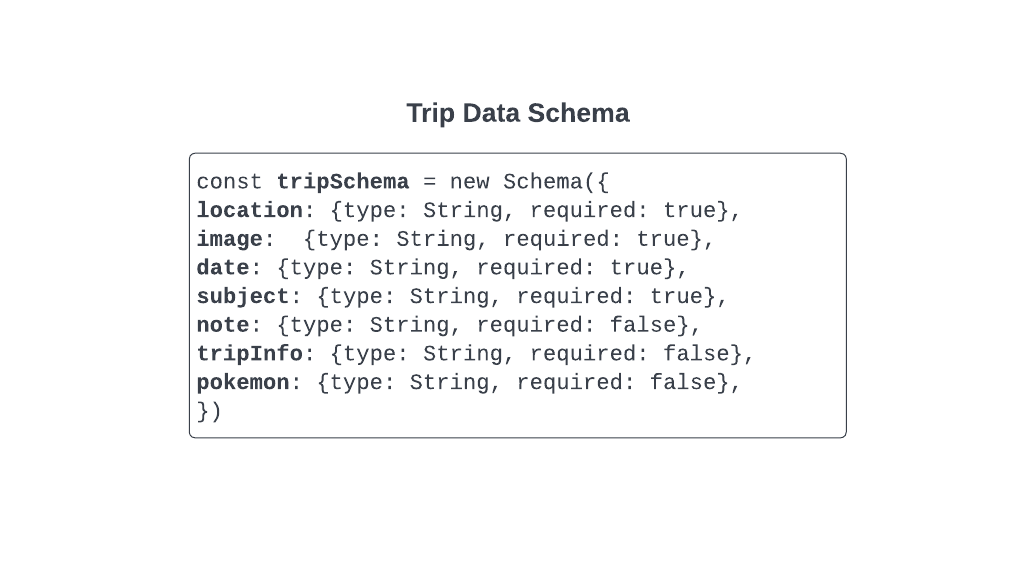 Trip Data Schema
const tripSchema = new Schema({
location: {type: String, required: true},
image:  {type: String, required: true},
date: {type: String, required: true},
subject: {type: String, required: true},
note: {type: String, required: false},
tripInfo: {type: String, required: false},
pokemon: {type: String, required: false},
})